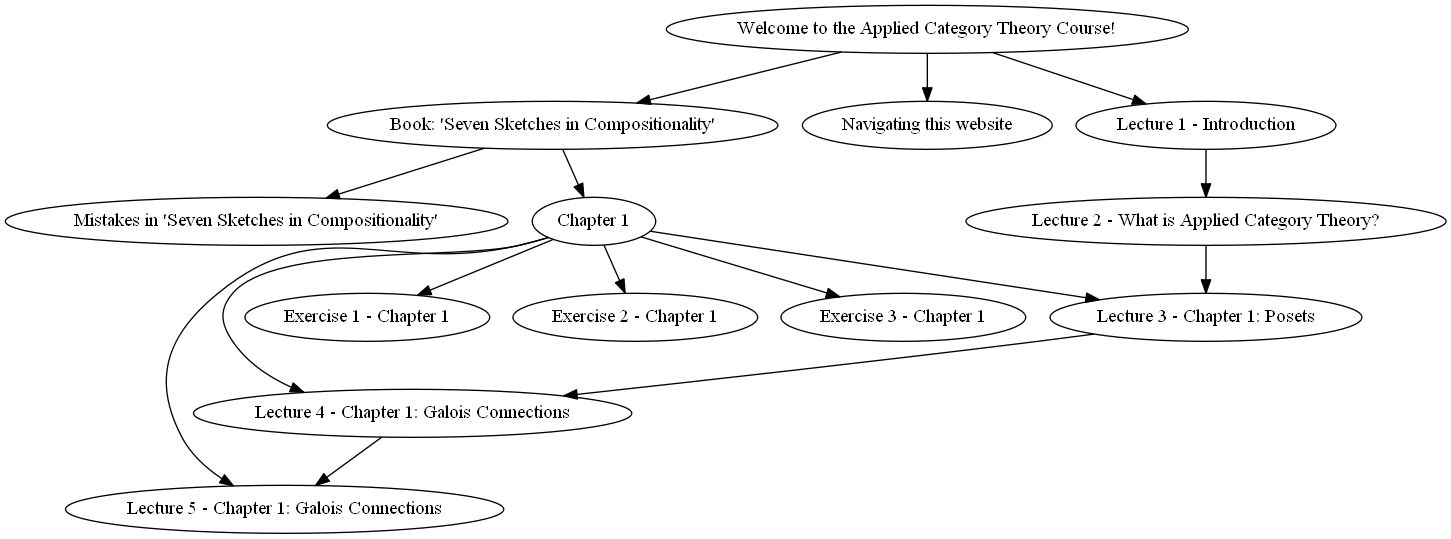 Welcome to the Applied Category Theory Course!
Book: 'Seven Sketches in Compositionality'
Navigating this website
Lecture 1 - Introduction
Mistakes in 'Seven Sketches in Compositionality'
Chapter 1
Lecture 2 - What is Applied Category Theory?
Exercise 1 - Chapter 1
Exercise 2 - Chapter 1
Exercise 3 - Chapter 1
Lecture 3 - Chapter 1: Posets
Lecture 4 - Chapter 1: Galois Connections
Lecture 5 - Chapter 1: Galois Connections